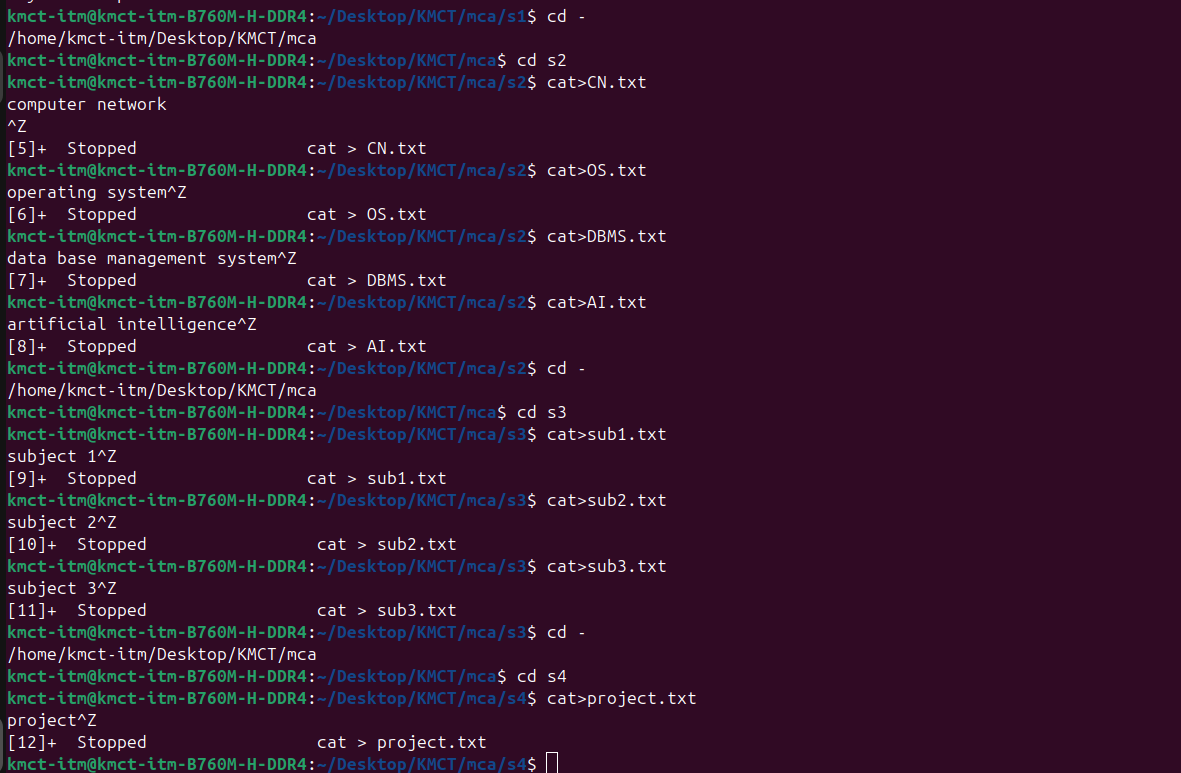 kmct-itm@kmct-itm-B760M-H-DDR4:~/Desktop/KMCT/mca/s1$ cd -
/home/kmct-itm/Desktop/KMCT/mca
kmct-itm@kmct-itm-B760M-H-DDR4:~/Desktop/KMCT/mca$ cd s2
kmct-itm@kmct-itm-B760M-H-DDR4:~/Desktop/KMCT/mca/s2$ cat>CN.txt
computer network
^Z
[5]+  Stopped                 cat > CN.txt
kmct-itm@kmct-itm-B760M-H-DDR4:~/Desktop/KMCT/mca/s2$ cat>OS.txt
operating system^Z
[6]+  Stopped                 cat > OS.txt
kmct-itm@kmct-itm-B760M-H-DDR4:~/Desktop/KMCT/mca/s2$ cat>DBMS.txt
data base management system^Z
[7]+  Stopped                 cat > DBMS.txt
kmct-itm@kmct-itm-B760M-H-DDR4:~/Desktop/KMCT/mca/s2$ cat>AI.txt
artificial intelligence^Z
[8]+  Stopped                 cat > AI.txt
kmct-itm@kmct-itm-B760M-H-DDR4:~/Desktop/KMCT/mca/s2$ cd -
/home/kmct-itm/Desktop/KMCT/mca
kmct-itm@kmct-itm-B760M-H-DDR4:~/Desktop/KMCT/mca$ cd s3
kmct-itm@kmct-itm-B760M-H-DDR4:~/Desktop/KMCT/mca/s3$ cat>sub1.txt
subject 1^Z
[9]+  Stopped                 cat > sub1.txt
kmct-itm@kmct-itm-B760M-H-DDR4:~/Desktop/KMCT/mca/s3$ cat>sub2.txt
subject 2^Z
[10]+  Stopped                 cat > sub2.txt
kmct-itm@kmct-itm-B760M-H-DDR4:~/Desktop/KMCT/mca/s3$ cat>sub3.txt
subject 3^Z
[11]+  Stopped                 cat > sub3.txt
kmct-itm@kmct-itm-B760M-H-DDR4:~/Desktop/KMCT/mca/s3$ cd -
/home/kmct-itm/Desktop/KMCT/mca
kmct-itm@kmct-itm-B760M-H-DDR4:~/Desktop/KMCT/mca$ cd s4
kmct-itm@kmct-itm-B760M-H-DDR4:~/Desktop/KMCT/mca/s4$ cat>project.txt
project^Z
[12]+  Stopped                 cat > project.txt
kmct-itm@kmct-itm-B760M-H-DDR4:~/Desktop/KMCT/mca/s4$